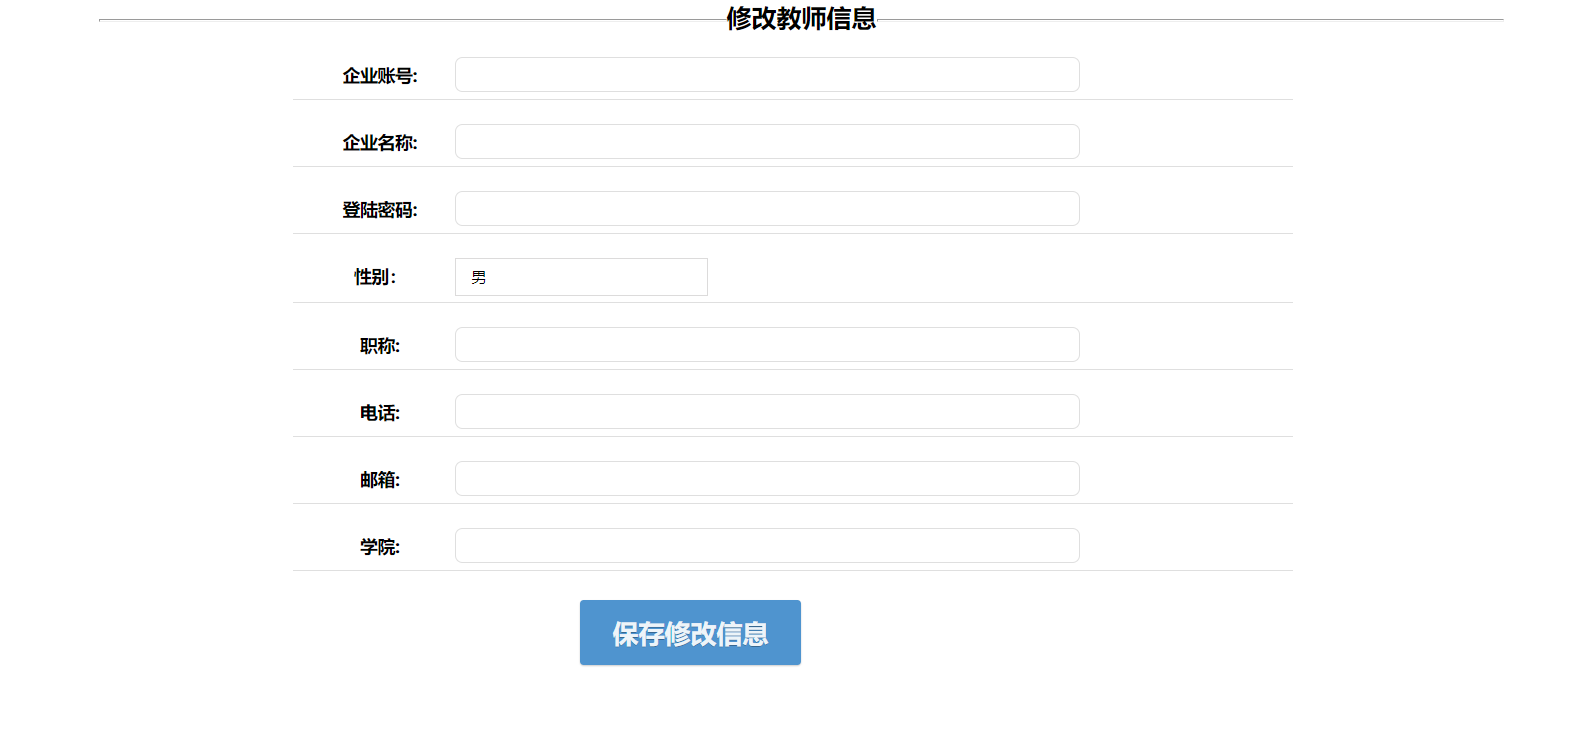 修改教师信息
企业账号:
企业名称:
登陆密码:
性别：
男
职称:
电话:
邮箱:
学院:
保存修改信息